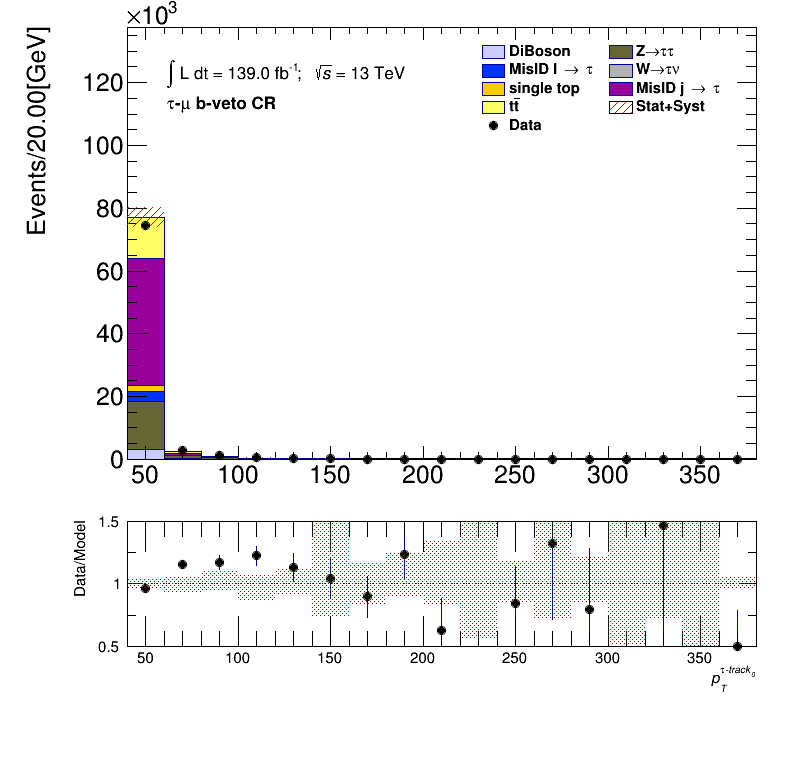 ×10³
Events/20.00[GeV]
∫ L dt = 139.0 fb⁻¹; √s = 13 TeV
τ-μ b-veto CR
DiBoson
MisID l → τ
single top
tt̄
Data
Z→ττ
W→τν
MisID j → τ
Stat+Syst
120
100
80
60
40
20
0
50 100 150 200 250 300 350
Data/Model
1.5
1
0.5
50 100 150 200 250 300 350
p_T^{τ-track₀}